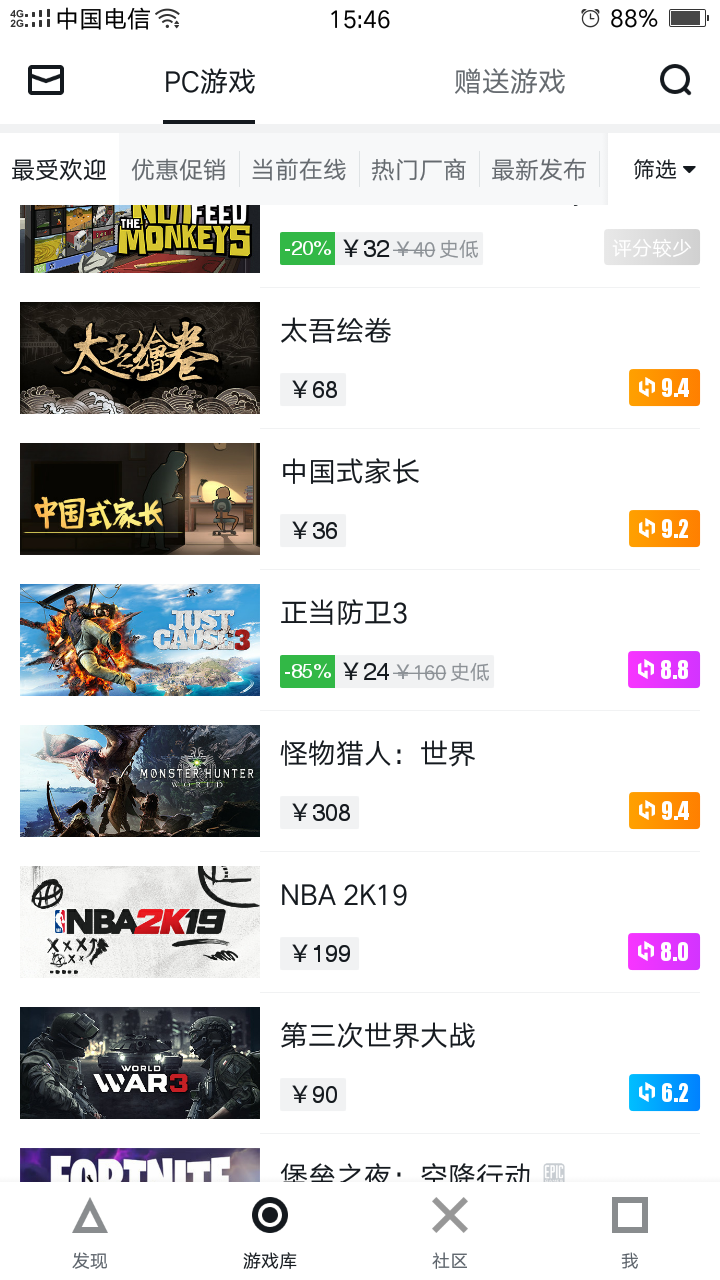 4G 2G 中国电信 15:46 88%
PC游戏 赠送游戏
最受欢迎 优惠促销 当前在线 热门厂商 最新发布 筛选
NOT FEED
THE MONKEYS
-20% ¥32 ¥40 史低 评分较少
太吾繪卷
太吾绘卷
¥68 9.4
中国式家长
中国式家长
¥36 9.2
JUST CAUSE 3
正当防卫3
-85% ¥24 ¥160 史低 8.8
MONSTER HUNTER
WORLD
怪物猎人：世界
¥308 9.4
NBA 2K19
NBA 2K19
¥199 8.0
WORLD
WAR 3
第三次世界大战
¥90 6.2
FORTNITE
堡垒之夜：空降行动 EPIC
发现 游戏库 社区 我